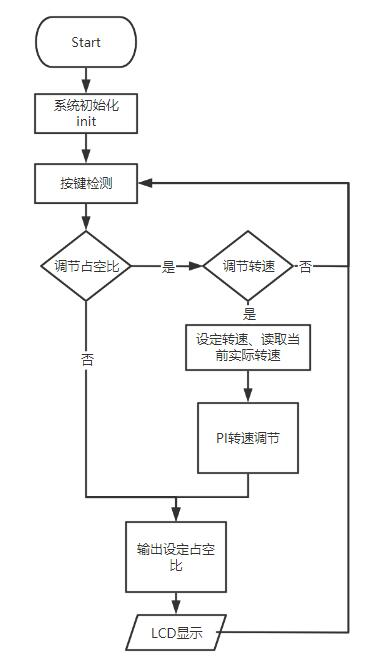 Start
系统初始化
init
按键检测
调节占空比
是
调节转速
否
是
设定转速、读取当
前实际转速
否
PI转速调节
输出设定占空
比
LCD显示